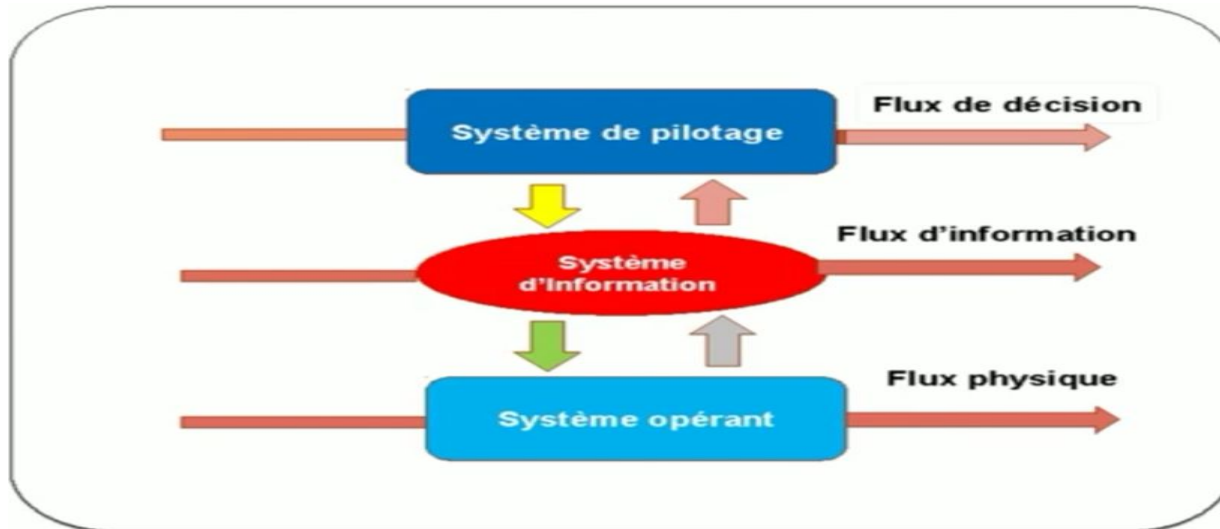 Système de pilotage
Flux de décision
Système
d'Information
Flux d'information
Système opérant
Flux physique